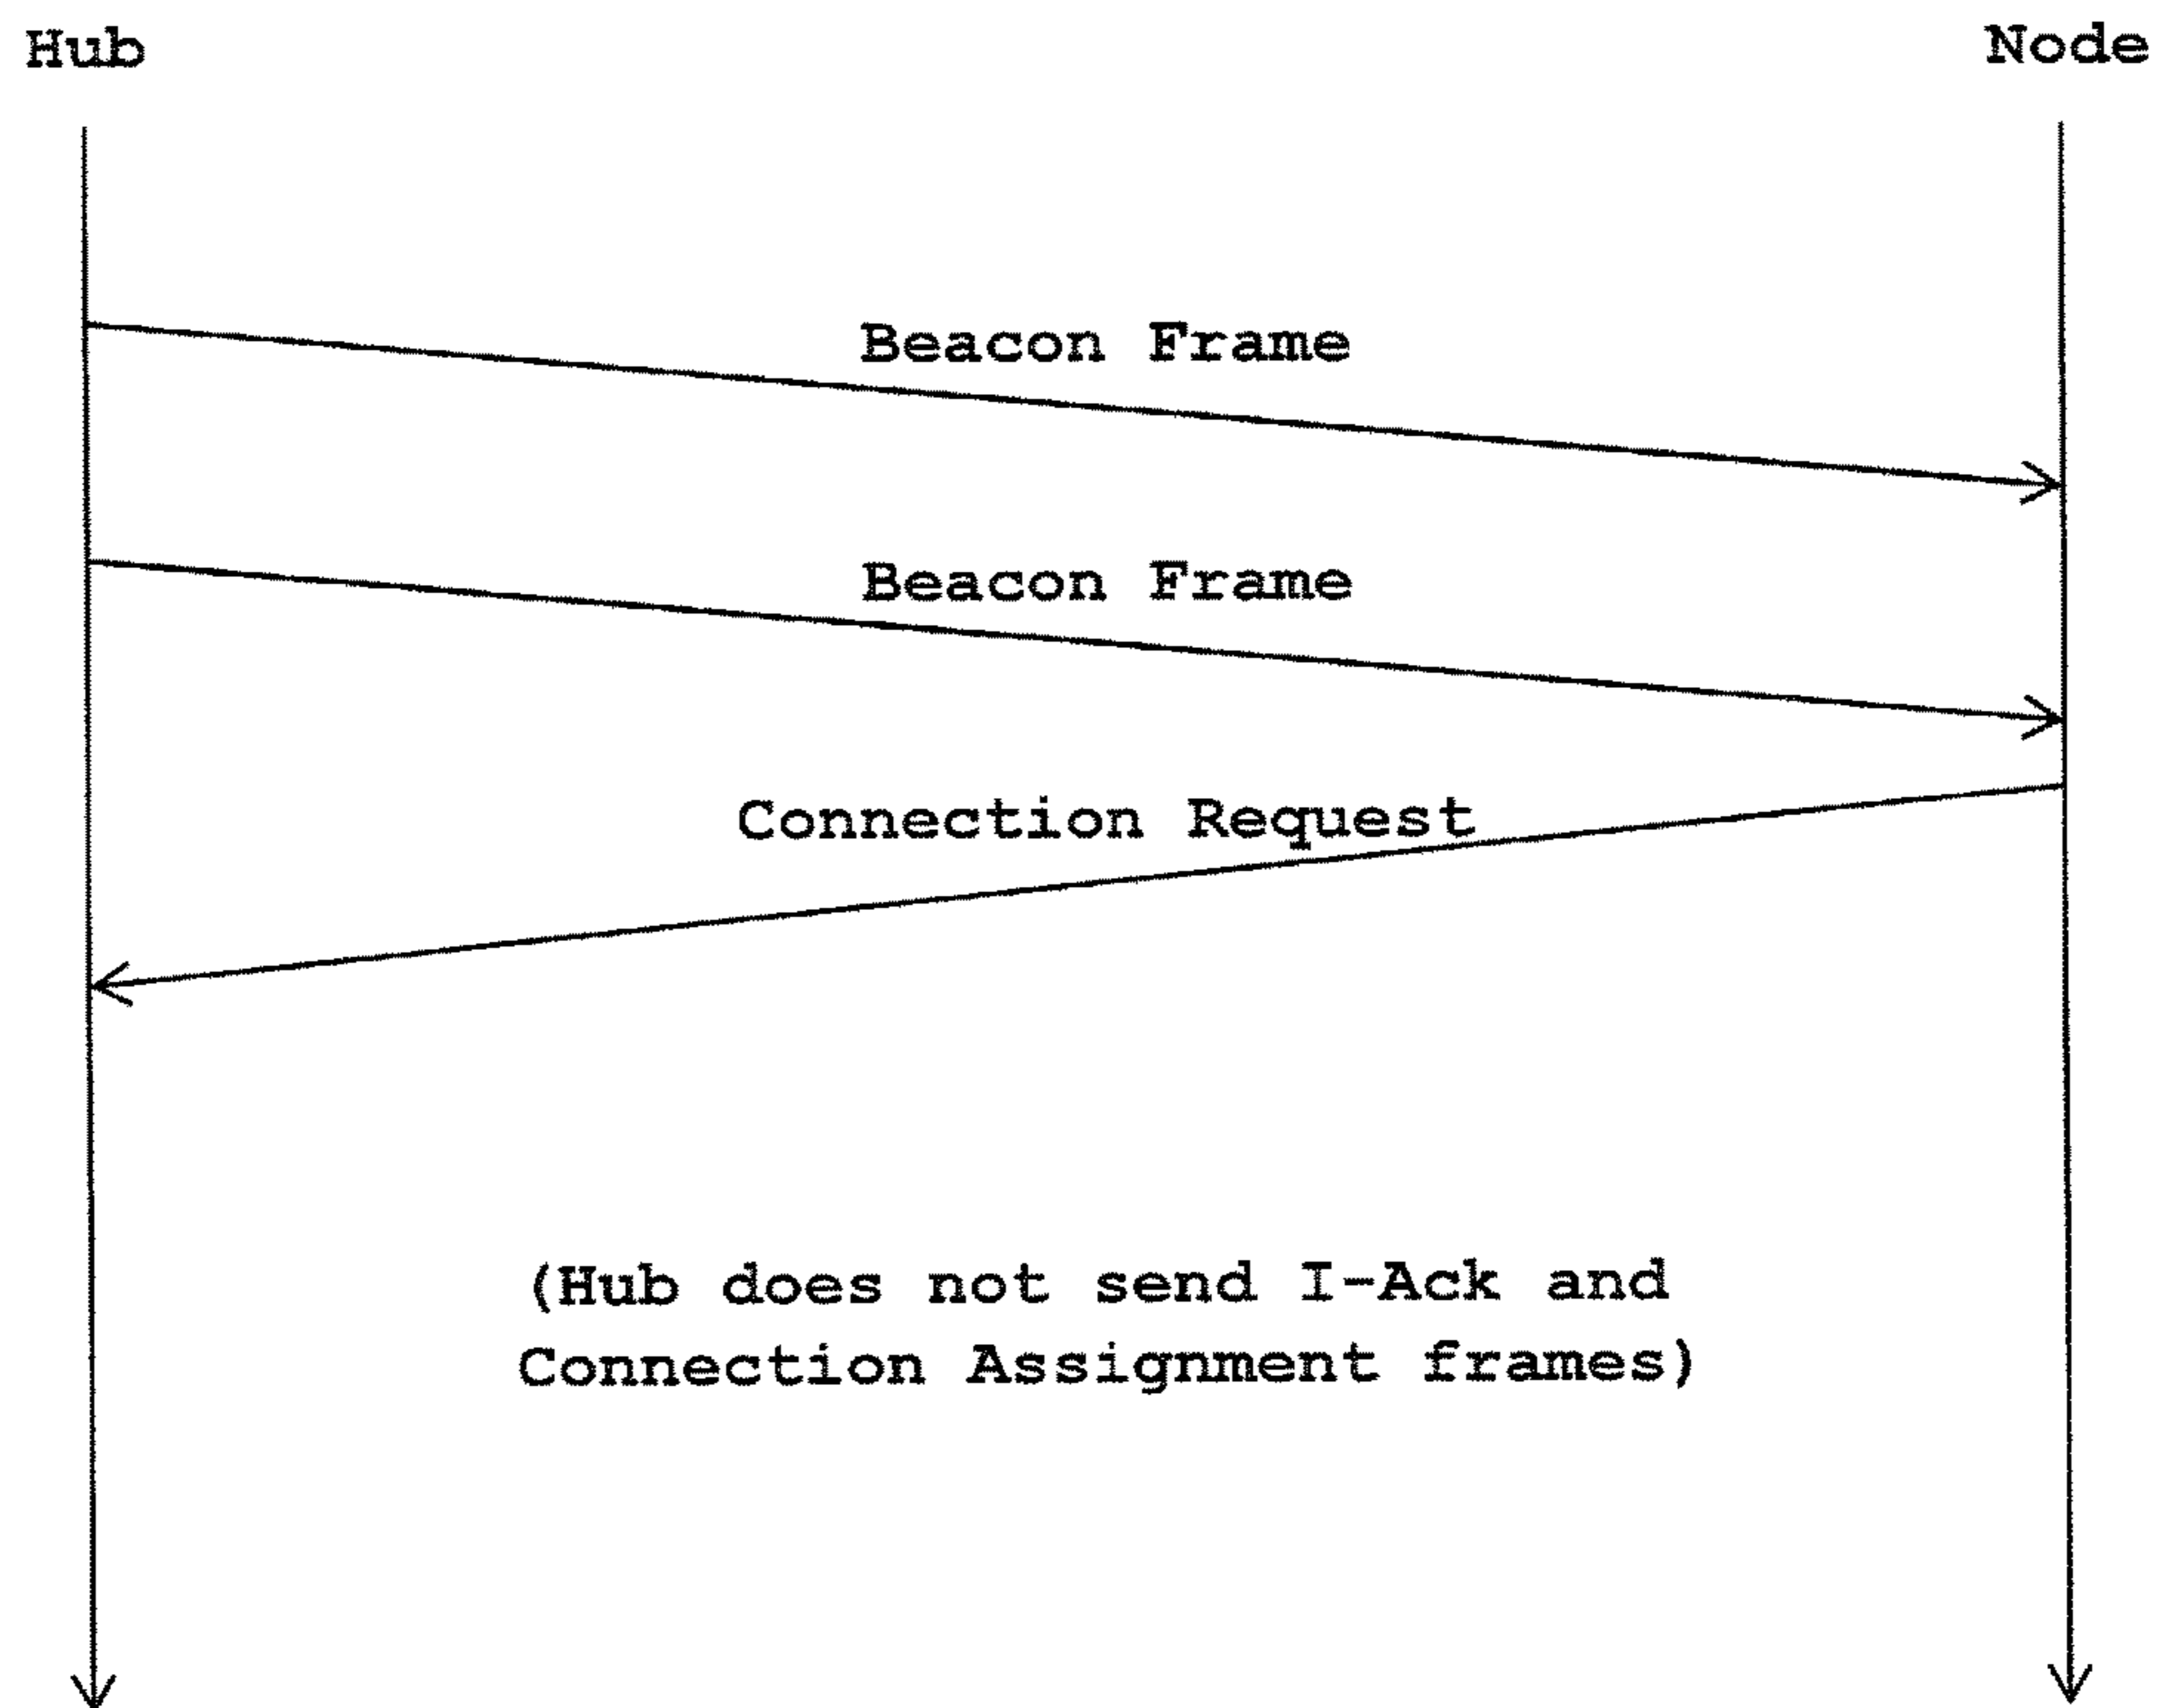 Hub
Node
Beacon Frame
Beacon Frame
Connection Request
(Hub does not send I-Ack and
Connection Assignment frames)